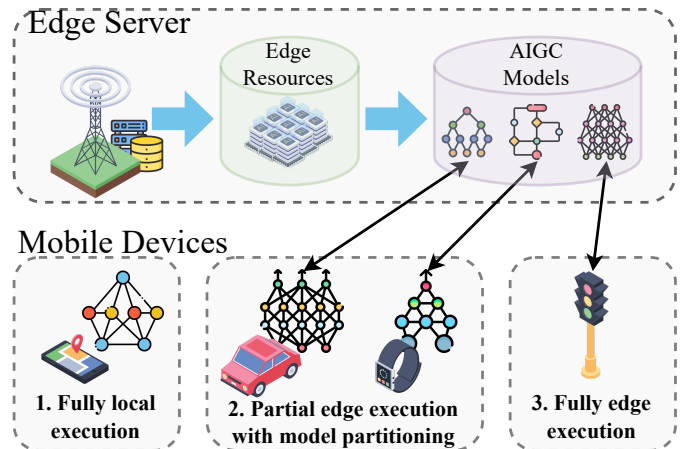 Edge Server
Edge
Resources
AIGC
Models
Mobile Devices
1. Fully local
execution
2. Partial edge execution
with model partitioning
3. Fully edge
execution